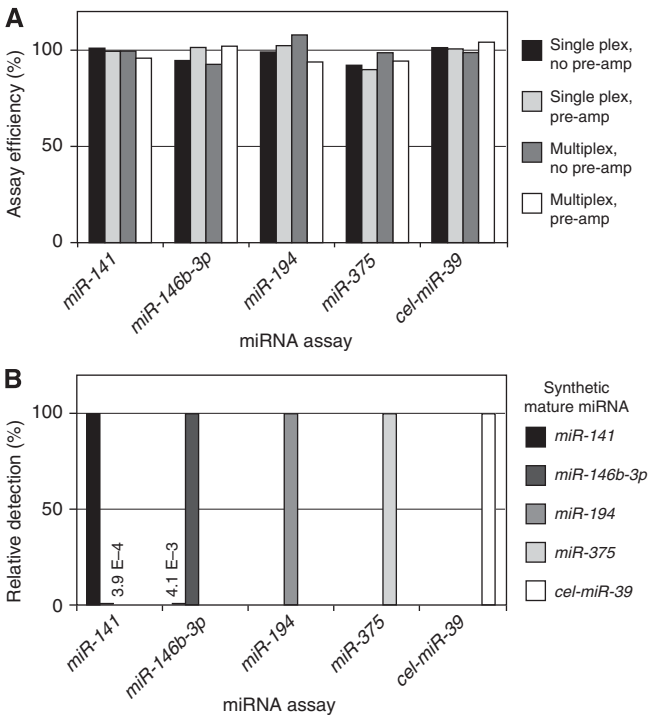 A
Assay efficiency (%)
100
50
0
miR-141
miR-146b-3p
miR-194
miR-375
cel-miR-39
miRNA assay
Single plex,
no pre-amp
Single plex,
pre-amp
Multiplex,
no pre-amp
Multiplex,
pre-amp
B
Relative detection (%)
100
50
0
3.9 E–4
4.1 E–3
miR-141
miR-146b-3p
miR-194
miR-375
cel-miR-39
miRNA assay
Synthetic
mature miRNA
miR-141
miR-146b-3p
miR-194
miR-375
cel-miR-39